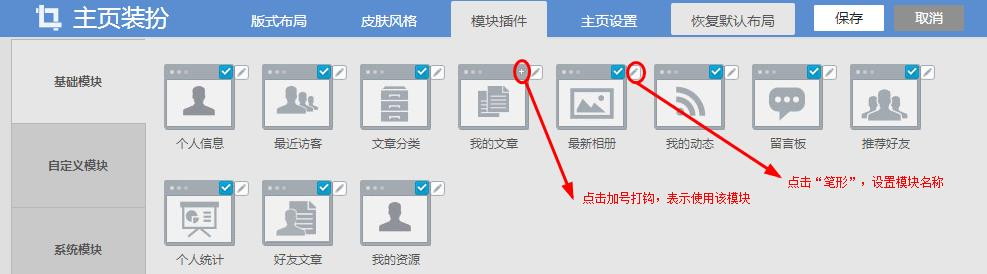 主页装扮
版式布局
皮肤风格
模块插件
主页设置
恢复默认布局
保存
取消
基础模块
自定义模块
系统模块
个人信息
最近访客
文章分类
我的文章
最新相册
我的动态
留言板
推荐好友
点击“笔形”，设置模块名称
点击加号打钩，表示使用该模块
个人统计
好友文章
我的资源